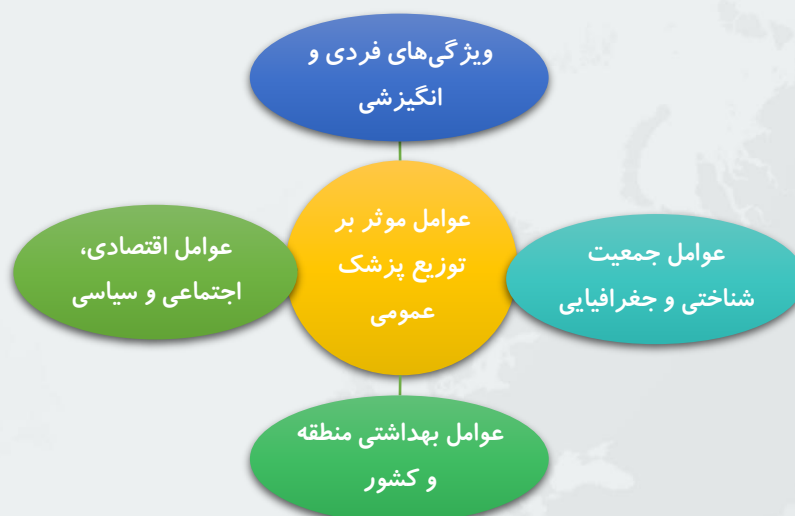 ویژگی‌های فردی و
انگیزشی
عوامل موثر بر
توزیع پزشک
عمومی
عوامل جمعیت
شناختی و جغرافیایی
عوامل اقتصادی،
اجتماعی و سیاسی
عوامل بهداشتی منطقه
و کشور